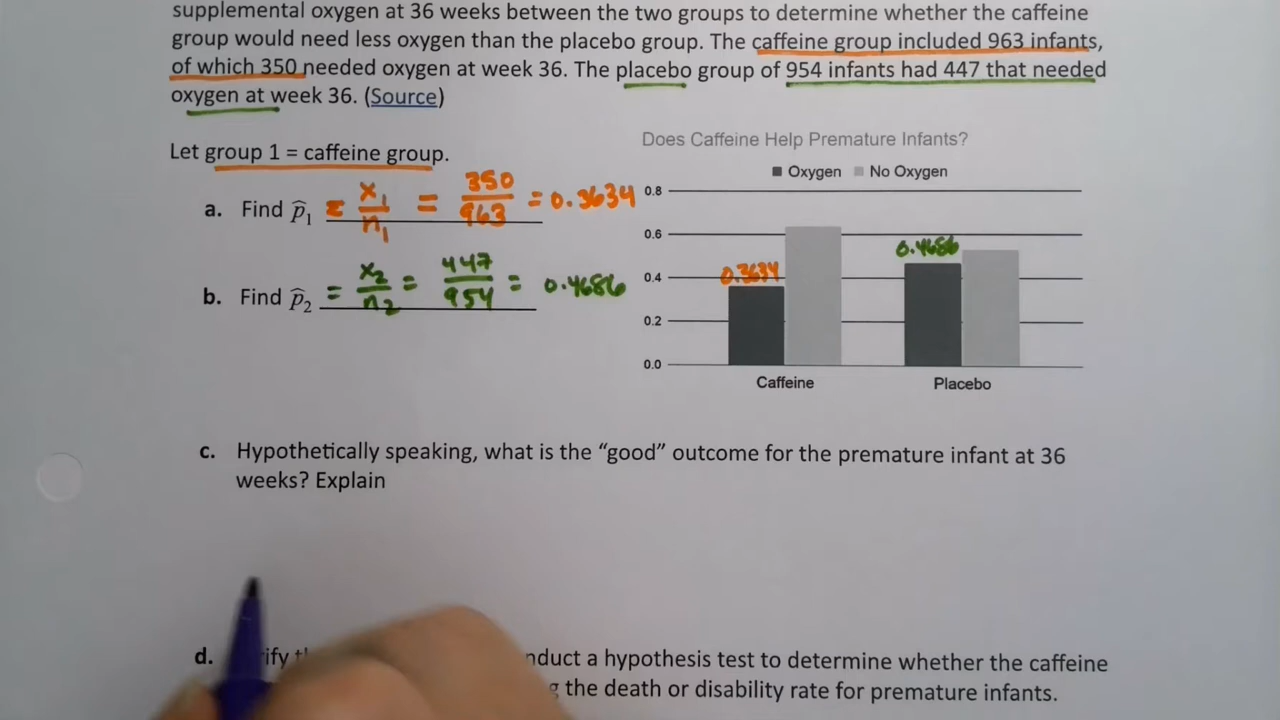 supplemental oxygen at 36 weeks between the two groups to determine whether the caffeine
group would need less oxygen than the placebo group. The caffeine group included 963 infants,
of which 350 needed oxygen at week 36. The placebo group of 954 infants had 447 that needed
oxygen at week 36. (Source)
Let group 1 = caffeine group.
a. Find p̂₁ = x₁/n₁ = 350/963 = 0.3634
b. Find p̂₂ = x₂/n₂ = 447/954 = 0.4686
Does Caffeine Help Premature Infants?
Oxygen No Oxygen
0.8
0.6
0.4
0.2
0.0
0.3634
0.4686
Caffeine Placebo
c. Hypothetically speaking, what is the “good” outcome for the premature infant at 36
weeks? Explain
d. a hypothesis test to determine whether the caffeine
the death or disability rate for premature infants.